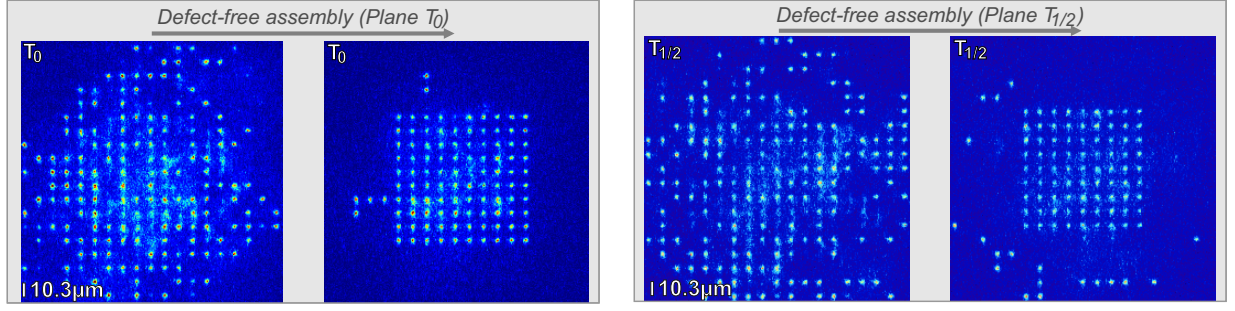 Defect-free assembly (Plane T0)
T0
T0
10.3μm
Defect-free assembly (Plane T1/2)
T1/2
T1/2
10.3μm